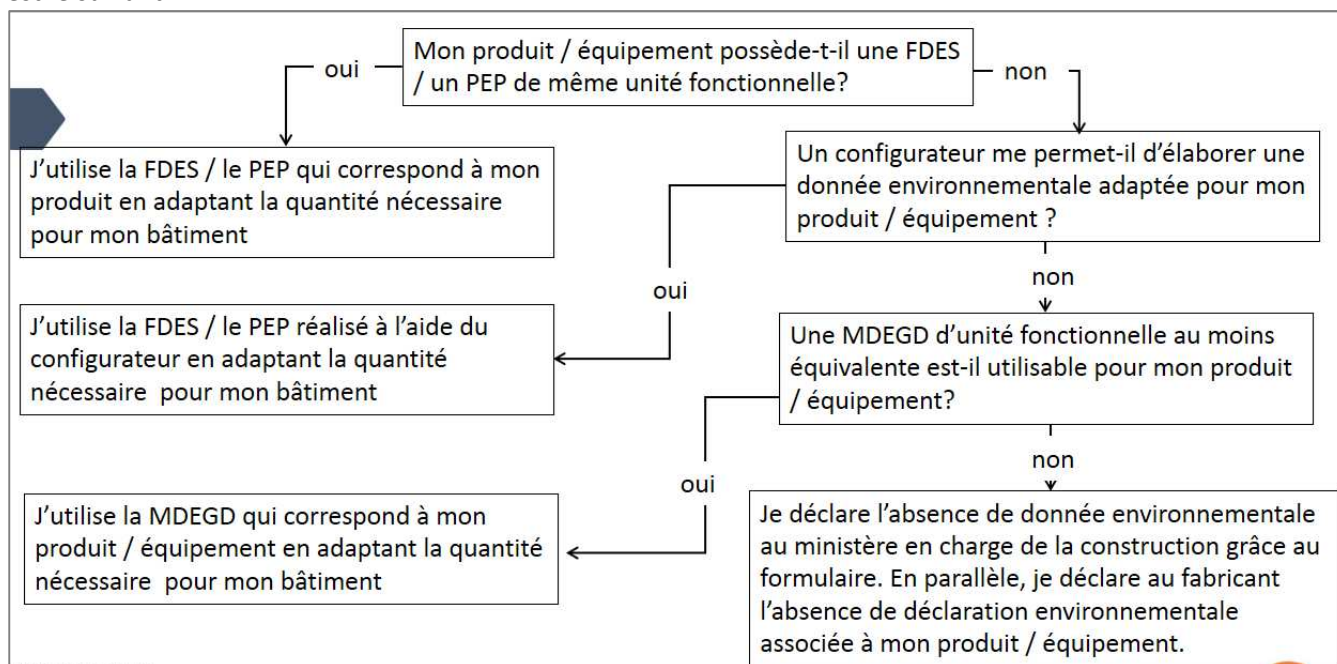 Mon produit / équipement possède-t-il une FDES
/ un PEP de même unité fonctionnelle?
oui
non
J'utilise la FDES / le PEP qui correspond à mon
produit en adaptant la quantité nécessaire
pour mon bâtiment
Un configurateur me permet-il d'élaborer une
donnée environnementale adaptée pour mon
produit / équipement ?
oui
non
J'utilise la FDES / le PEP réalisé à l'aide du
configurateur en adaptant la quantité
nécessaire pour mon bâtiment
Une MDEGD d'unité fonctionnelle au moins
équivalente est-il utilisable pour mon produit
/ équipement?
oui
non
J'utilise la MDEGD qui correspond à mon
produit / équipement en adaptant la quantité
nécessaire pour mon bâtiment
Je déclare l'absence de donnée environnementale
au ministère en charge de la construction grâce au
formulaire. En parallèle, je déclare au fabricant
l'absence de déclaration environnementale
associée à mon produit / équipement.